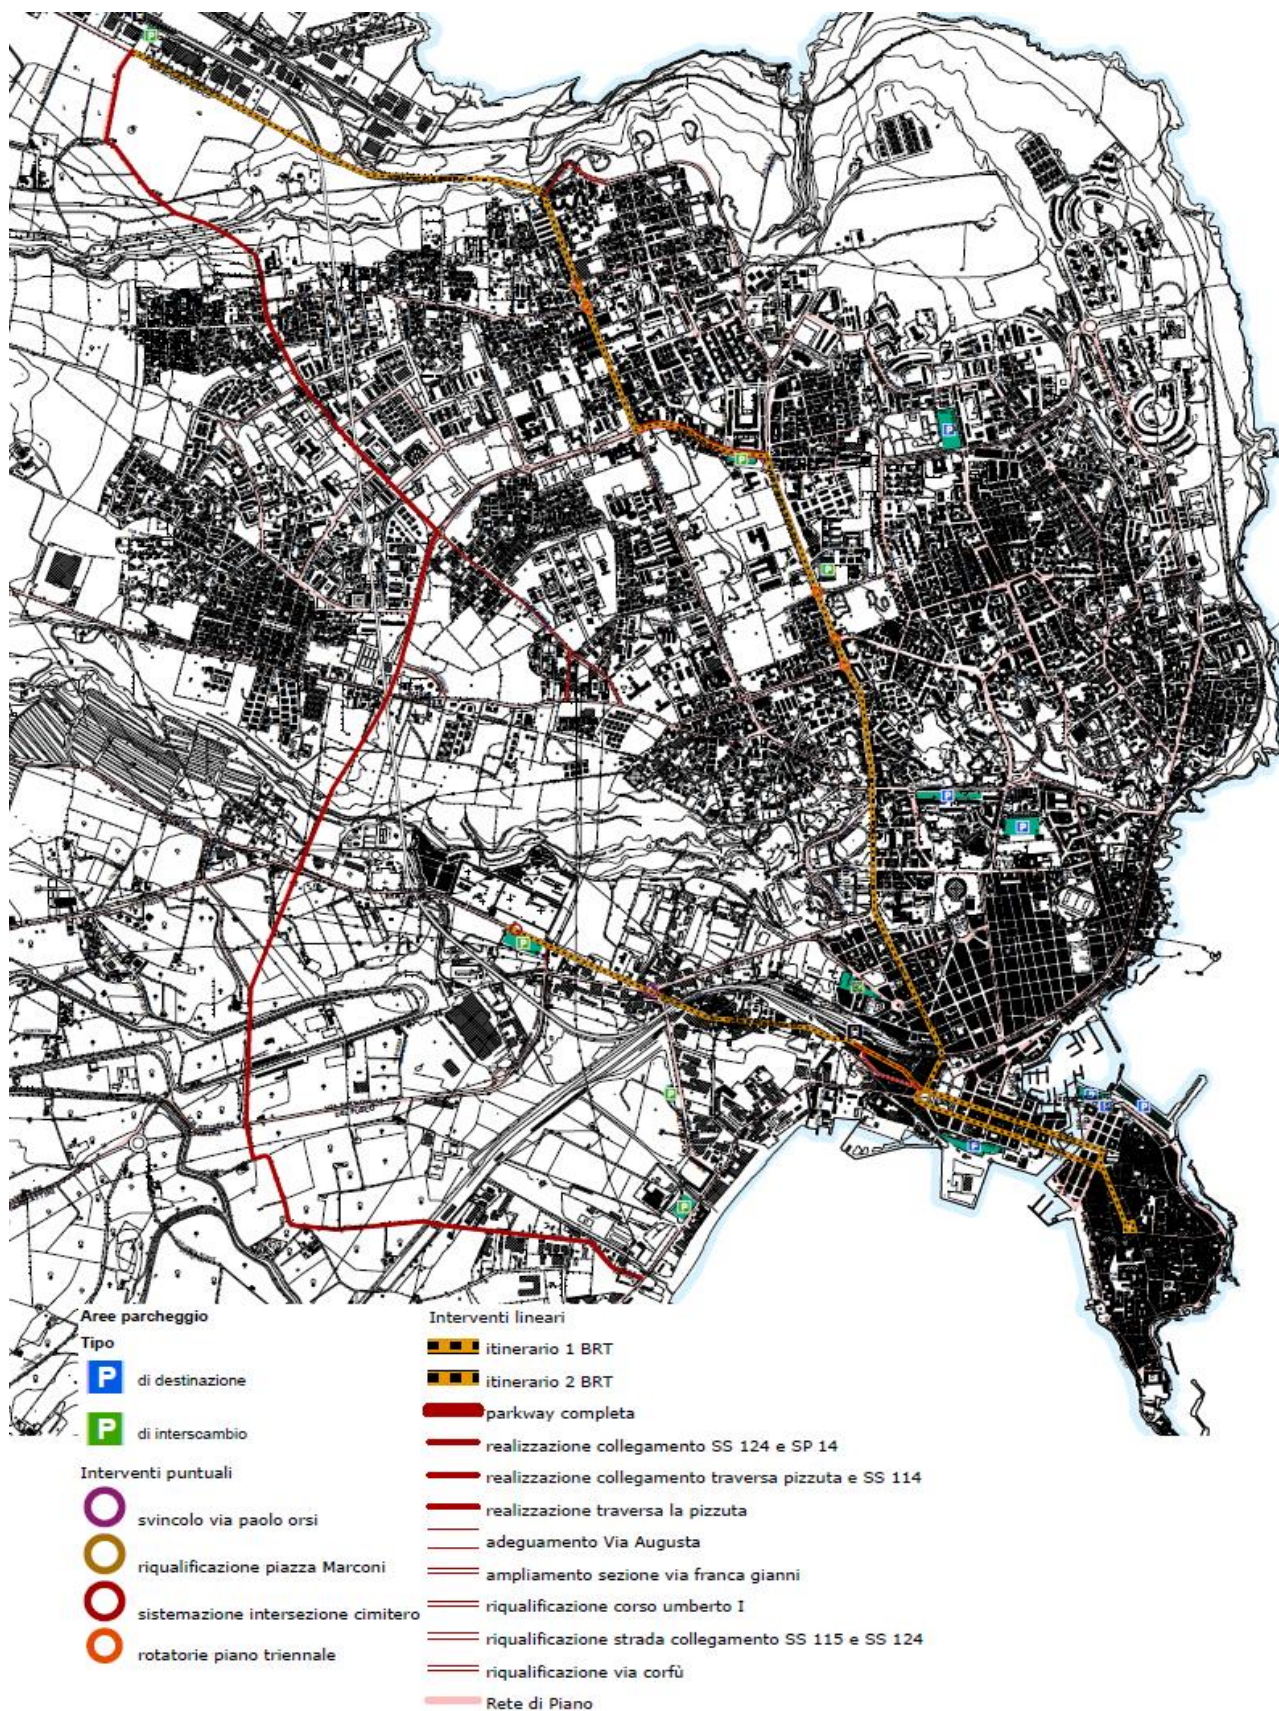 Aree parcheggio
Tipo
P di destinazione
P di interscambio
Interventi puntuali
svincolo via paolo orsi
riqualificazione piazza Marconi
sistemazione intersezione cimitero
rotatorie piano triennale
Interventi lineari
itinerario 1 BRT
itinerario 2 BRT
parkway completa
realizzazione collegamento SS 124 e SP 14
realizzazione collegamento traversa pizzuta e SS 114
realizzazione traversa la pizzuta
adeguamento Via Augusta
ampliamento sezione via franca gianni
riqualificazione corso umberto I
riqualificazione strada collegamento SS 115 e SS 124
riqualificazione via corfù
Rete di Piano